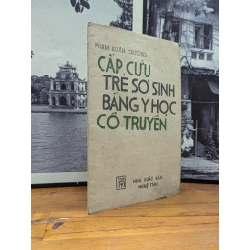 PHẠM XUÂN TRƯỜNG
CẤP CỨU
TRẺ SƠ SINH
BẰNG Y HỌC
CỔ TRUYỀN
NHÀ XUẤT BẢN
NGHỆ TĨNH